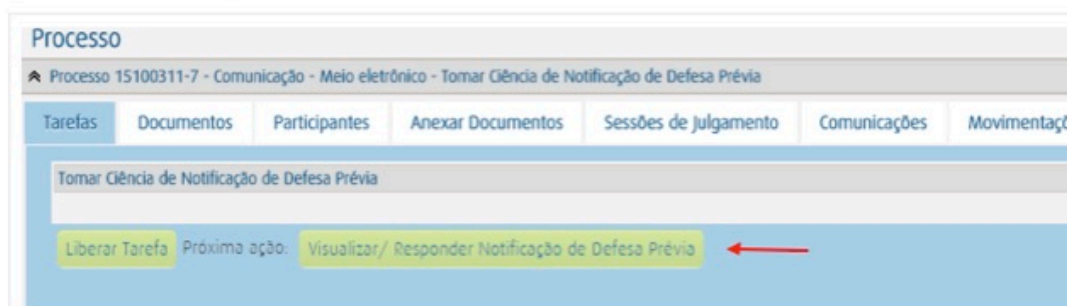 Processo
Processo 15100311-7 - Comunicação - Meio eletrônico - Tomar Ciência de Notificação de Defesa Prévia
Tarefas Documentos Participantes Anexar Documentos Sessões de Julgamento Comunicações Movimentaçõ
Tomar Ciência de Notificação de Defesa Prévia
Liberar Tarefa Próxima ação: Visualizar/ Responder Notificação de Defesa Prévia